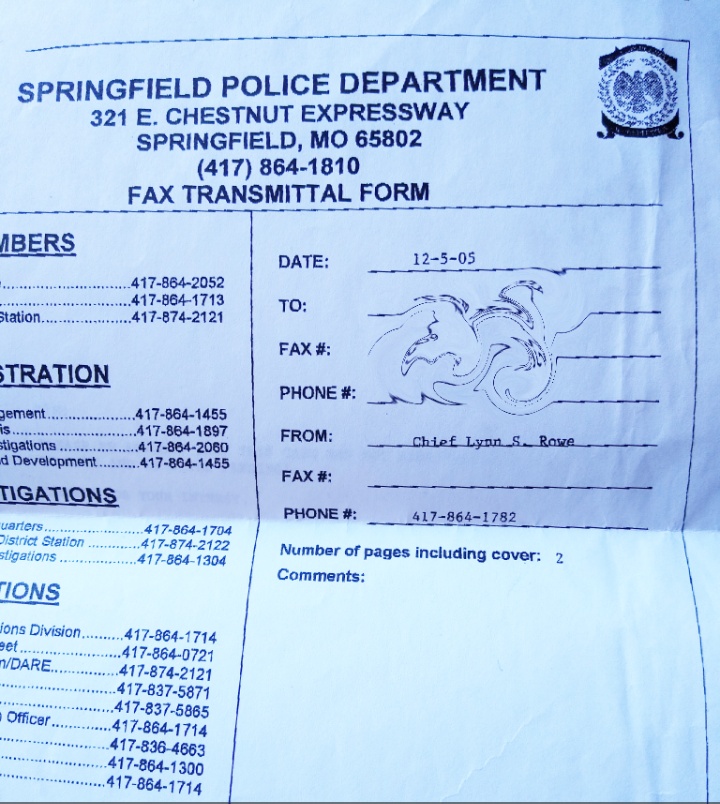 SPRINGFIELD POLICE DEPARTMENT
321 E. CHESTNUT EXPRESSWAY
SPRINGFIELD, MO 65802
(417) 864-1810
FAX TRANSMITTAL FORM
MBERS
..............................417-864-2052
..............................417-864-1713
Station......................417-874-2121
STRATION
gement....................417-864-1455
is..............................417-864-1897
stigations .................417-864-2060
d Development.........417-864-1455
TIGATIONS
uarters.....................417-864-1704
District Station ...........417-874-2122
stigations .................417-864-1304
TIONS
ions Division..........417-864-1714
eet.........................417-864-0721
n/DARE..................417-874-2121
..............................417-837-5871
..............................417-837-5865
) Officer.................417-864-1714
..............................417-836-4663
..............................417-864-1300
..............................417-864-1714
DATE: 12-5-05
TO:
FAX #:
PHONE #:
FROM: Chief Lynn S. Rowe
FAX #:
PHONE #: 417-864-1782
Number of pages including cover: 2
Comments: